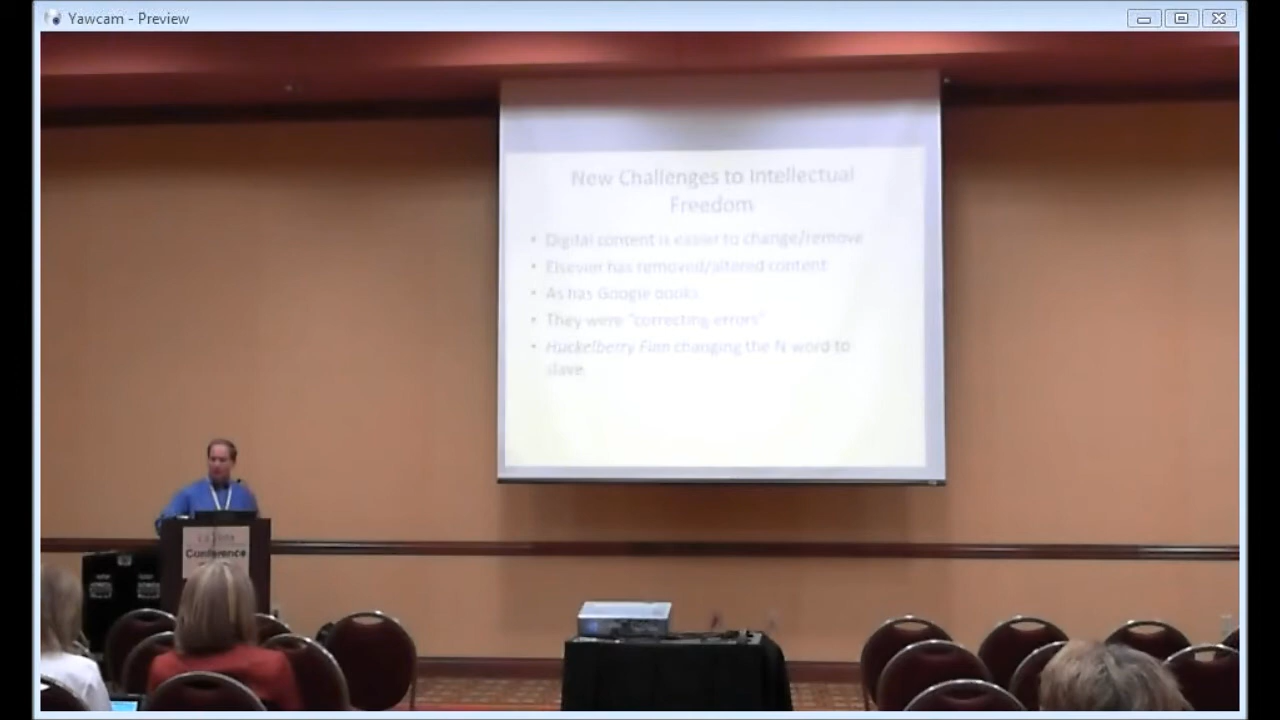 Yawcam - Preview
New Challenges to Intellectual
Freedom
• Digital content is easier to change/remove
• Elsevier has removed/altered content
• As has Google books
• They were "correcting errors"
• Huckelberry Finn changing the N word to
slave
Conference